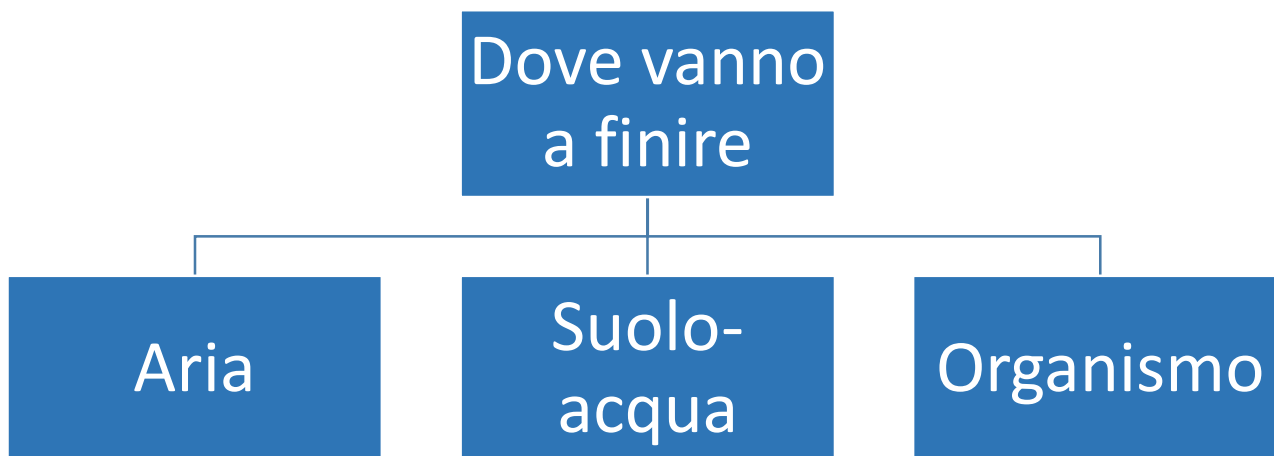 Dove vanno
a finire
Aria
Suolo-
acqua
Organismo